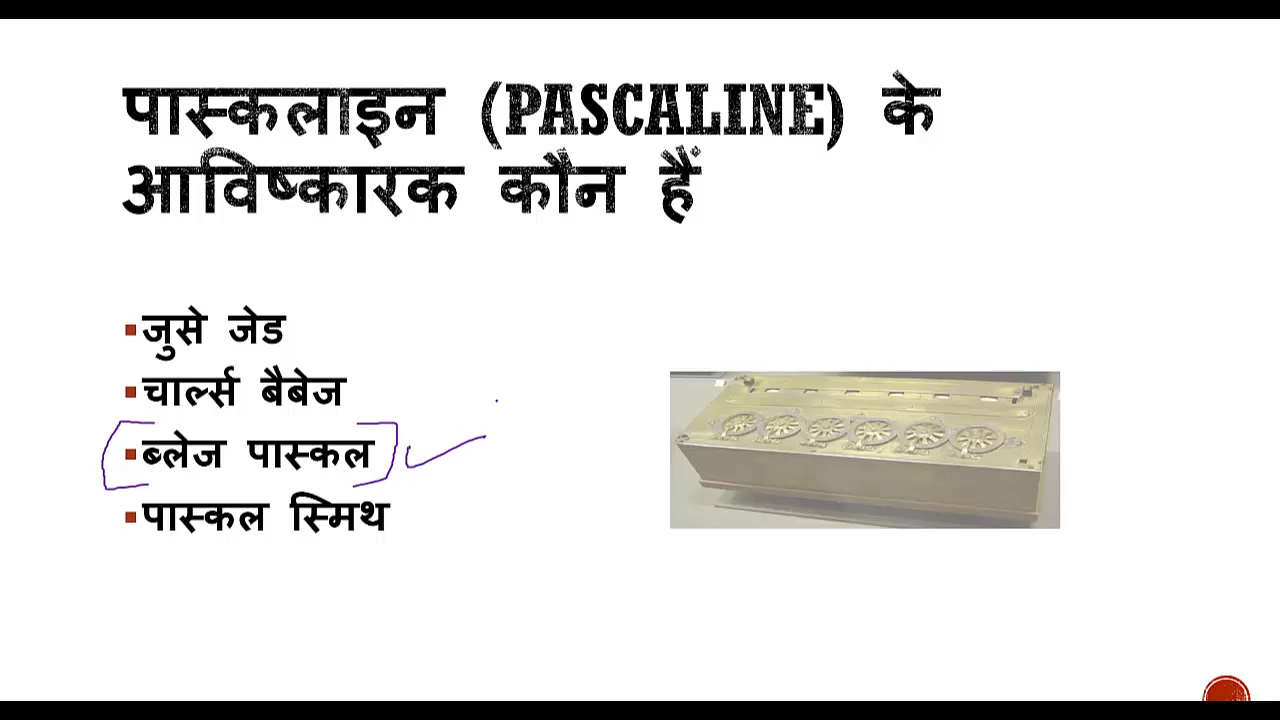 पास्कलाइन (PASCALINE) के
आविष्कारक कौन हैं
जुसे जेड
चार्ल्स बैबेज
ब्लेज पास्कल
पास्कल स्मिथ